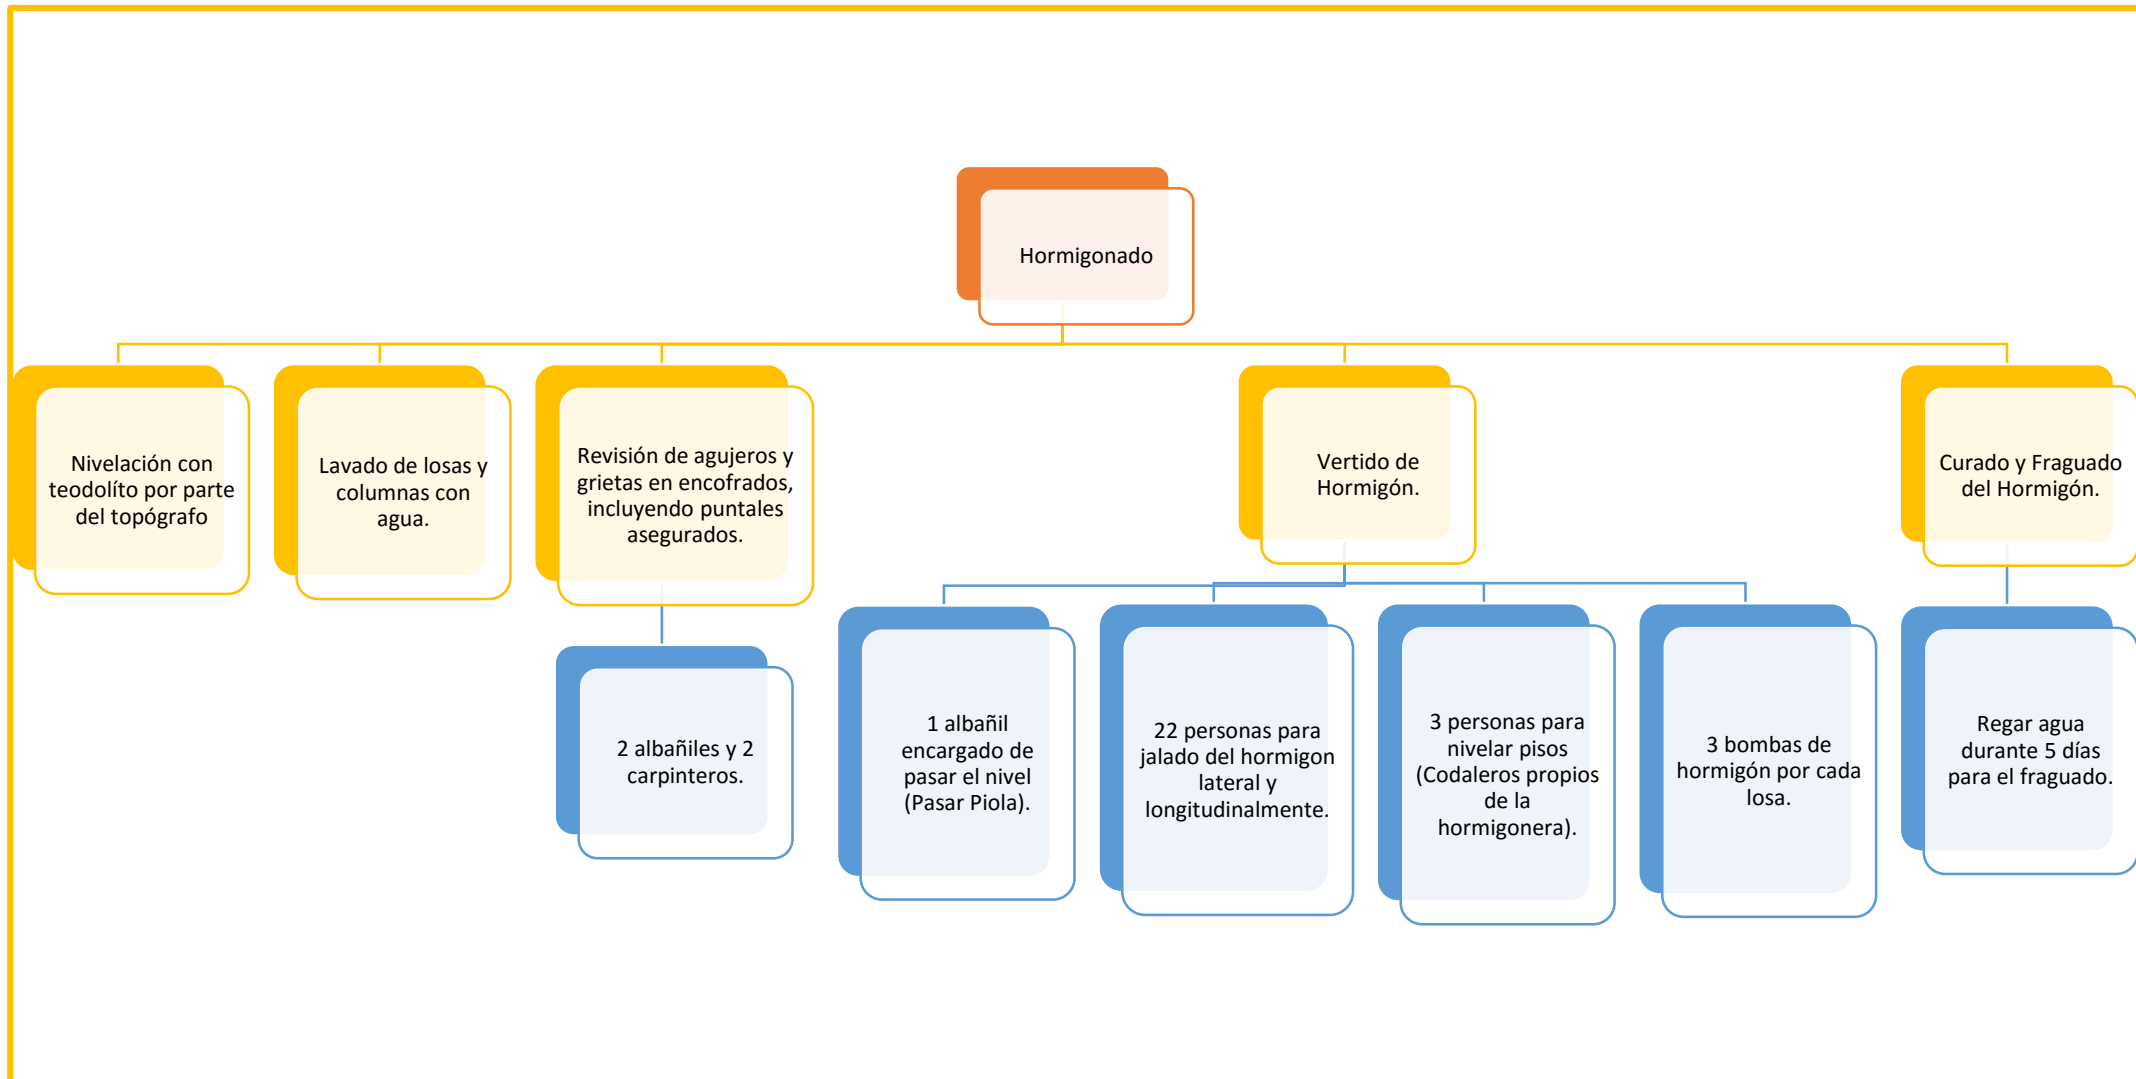 Hormigonado
Nivelación con
teodolíto por parte
del topógrafo
Lavado de losas y
columnas con
agua.
Revisión de agujeros y
grietas en encofrados,
incluyendo puntales
asegurados.
2 albañiles y 2
carpinteros.
Vertido de
Hormigón.
1 albañil
encargado de
pasar el nivel
(Pasar Piola).
22 personas para
jalado del hormigon
lateral y
longitudinalmente.
3 personas para
nivelar pisos
(Codaleros propios
de la
hormigonera).
3 bombas de
hormigón por cada
losa.
Curado y Fraguado
del Hormigón.
Regar agua
durante 5 días
para el fraguado.